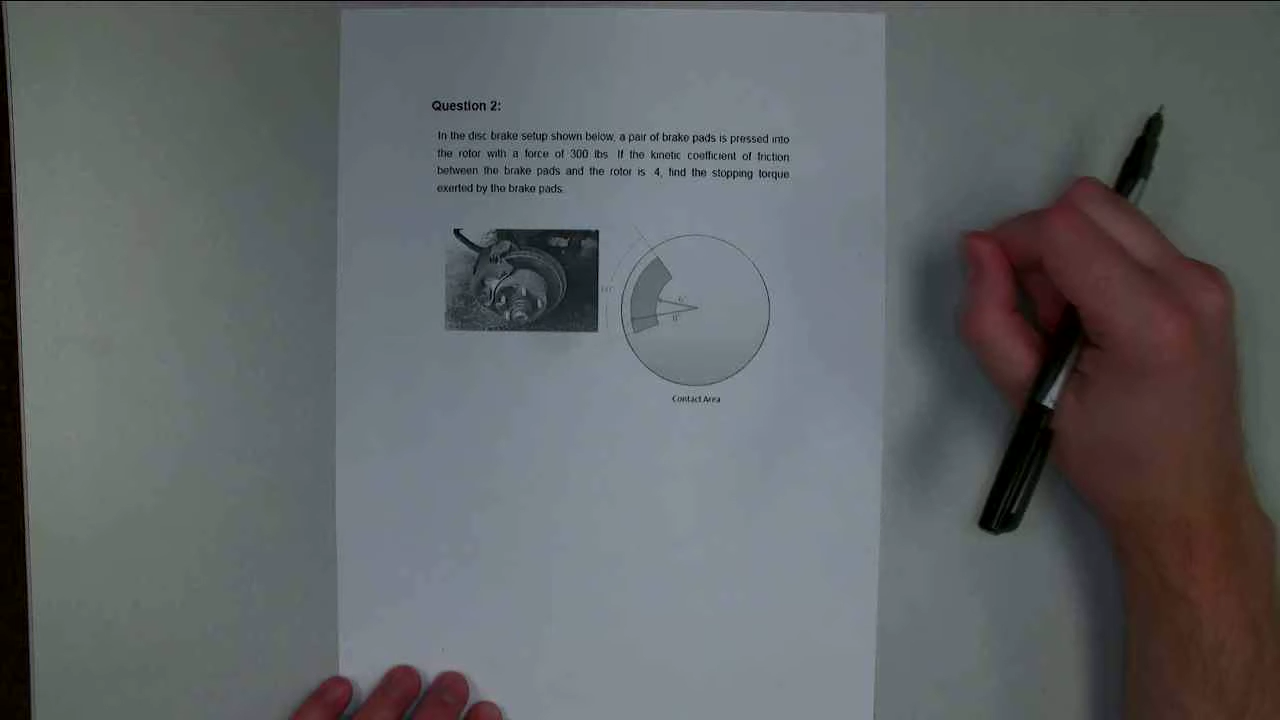 Question 2:
In the disc brake setup shown below, a pair of brake pads is pressed into
the rotor with a force of 300 lbs. If the kinetic coefficient of friction
between the brake pads and the rotor is .4, find the stopping torque
exerted by the brake pads.
6"
8"
Contact Area